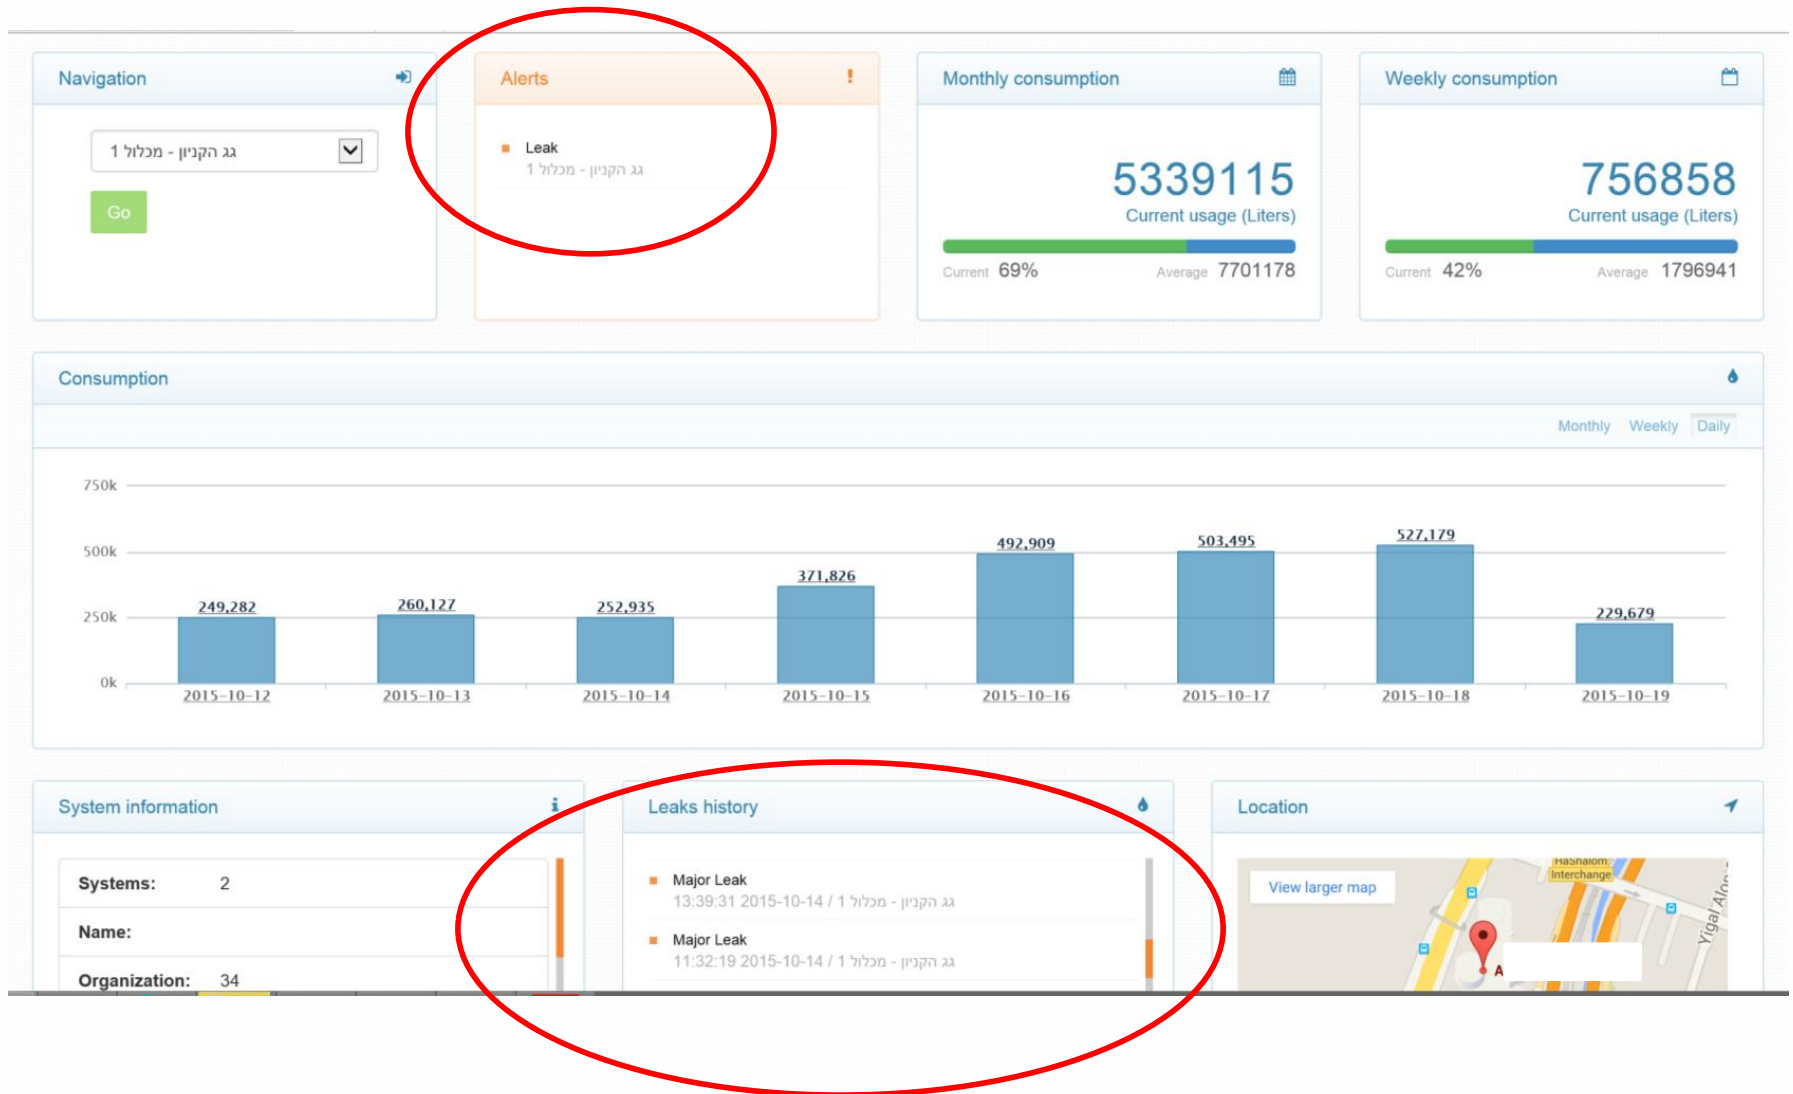 Navigation
גג הקניון - מכלול 1
Go
Alerts
Leak
גג הקניון - מכלול 1
Monthly consumption
5339115
Current usage (Liters)
Current 69% Average 7701178
Weekly consumption
756858
Current usage (Liters)
Current 42% Average 1796941
Consumption
Monthly Weekly Daily
750k
500k
250k
0k
249,282
260,127
252,935
371,826
492,909
503,495
527,179
229,679
2015-10-12
2015-10-13
2015-10-14
2015-10-15
2015-10-16
2015-10-17
2015-10-18
2015-10-19
System information
Systems: 2
Name:
Organization: 34
Leaks history
Major Leak
גג הקניון - מכלול 1 / 2015-10-14 13:39:31
Major Leak
גג הקניון - מכלול 1 / 2015-10-14 11:32:19
Location
View larger map
HaShalom
Interchange
Yigal Alon
A